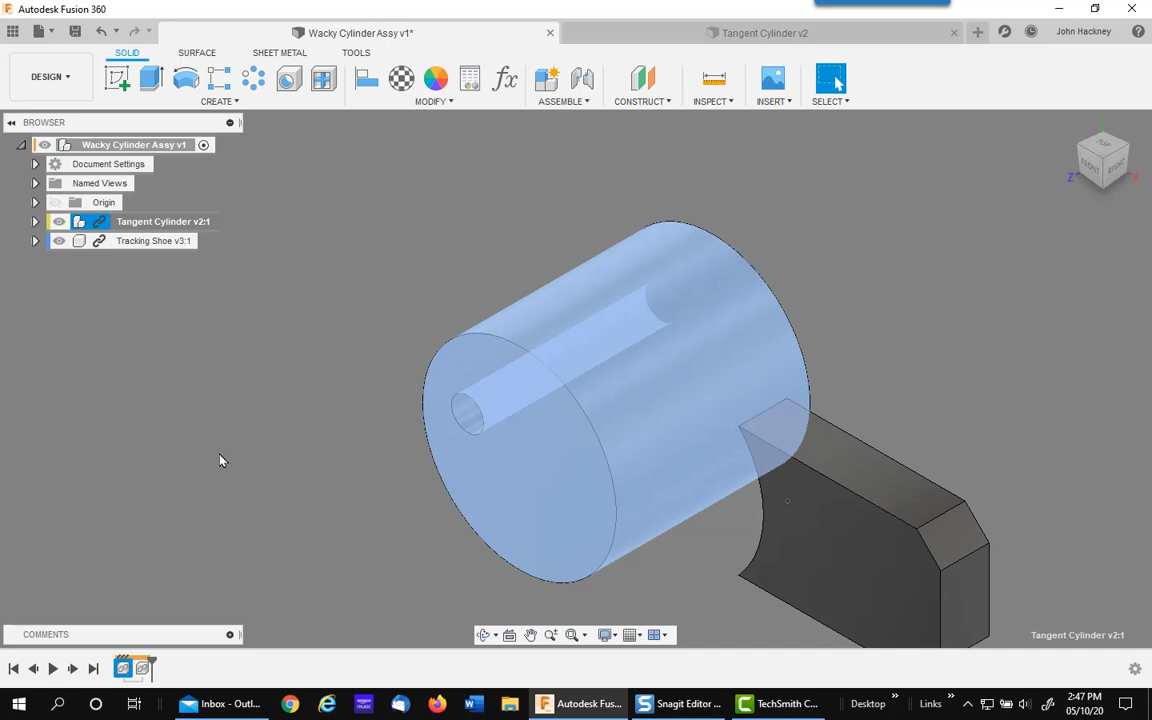 Autodesk Fusion 360
Wacky Cylinder Assy v1*
Tangent Cylinder v2
John Hackney
DESIGN
SOLID
SURFACE
SHEET METAL
TOOLS
CREATE
MODIFY
ASSEMBLE
CONSTRUCT
INSPECT
INSERT
SELECT
BROWSER
Wacky Cylinder Assy v1
Document Settings
Named Views
Origin
Tangent Cylinder v2:1
Tracking Shoe v3:1
TOP
FRONT
RIGHT
Y
Z
X
COMMENTS
Tangent Cylinder v2:1
Inbox - Outl...
Autodesk Fus...
Snagit Editor ...
TechSmith C...
Desktop
Links
2:47 PM
05/10/20